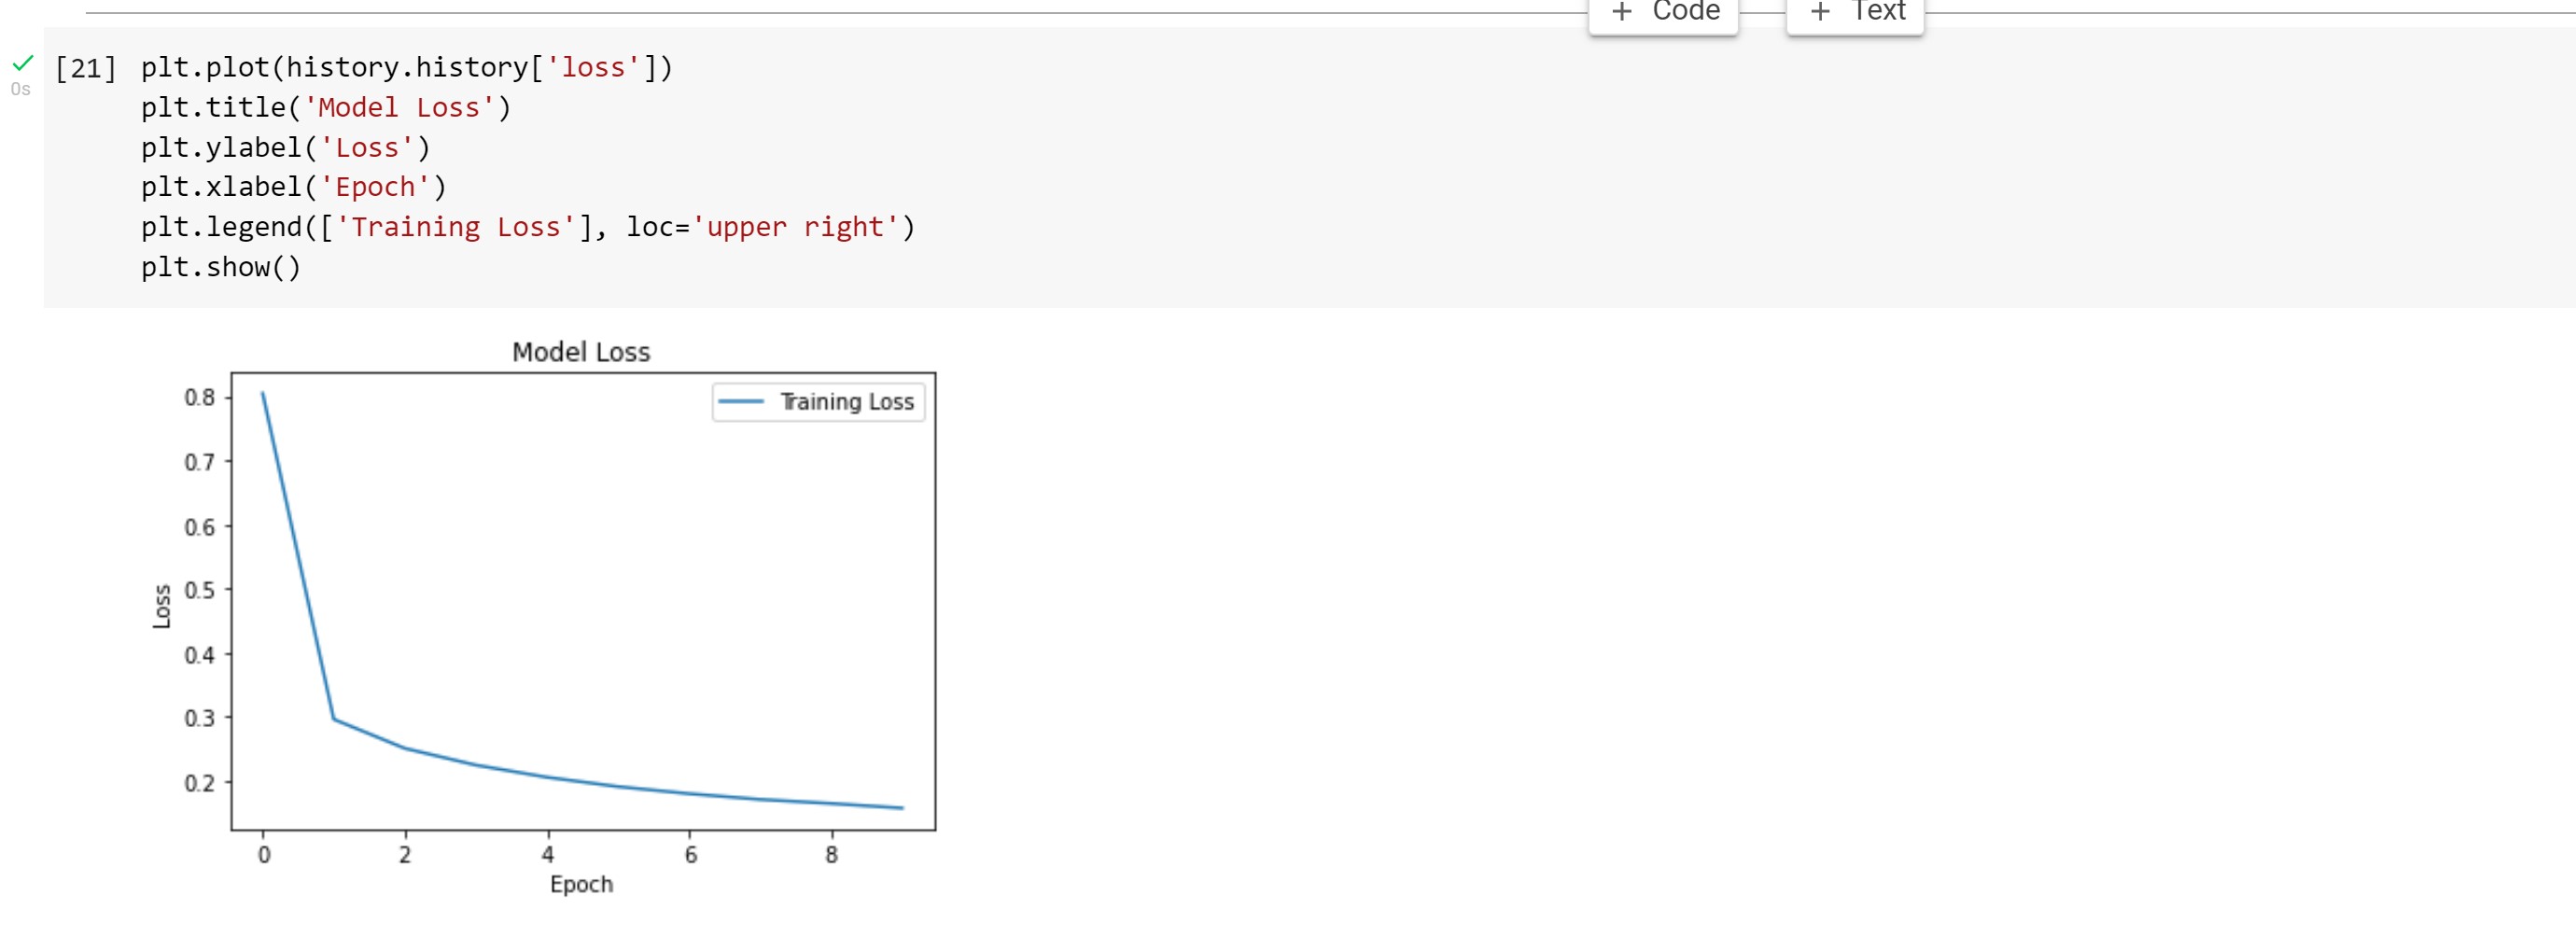 + Code + Text
[21] plt.plot(history.history['loss'])
0s
plt.title('Model Loss')
plt.ylabel('Loss')
plt.xlabel('Epoch')
plt.legend(['Training Loss'], loc='upper right')
plt.show()
Model Loss
Training Loss
0.8
0.7
0.6
0.5
0.4
0.3
0.2
Loss
0 2 4 6 8
Epoch